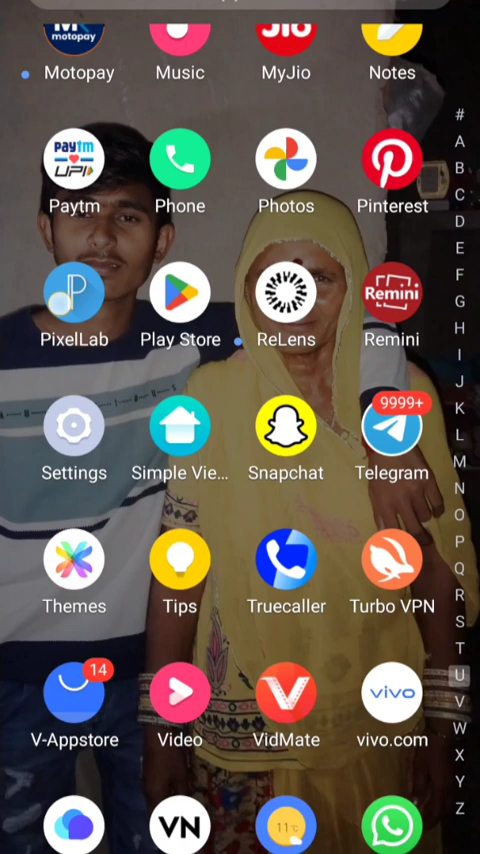 motopay
Jio
Motopay Music MyJio Notes
paytm
UPI
Paytm Phone Photos Pinterest
Remini
PixelLab Play Store ReLens Remini
9999+
Settings Simple Vie... Snapchat Telegram
Themes Tips Truecaller Turbo VPN
14
vivo
V-Appstore Video VidMate vivo.com
VN
11°c
#
A
B
C
D
E
F
G
H
I
J
K
L
M
N
O
P
Q
R
S
T
U
V
W
X
Y
Z